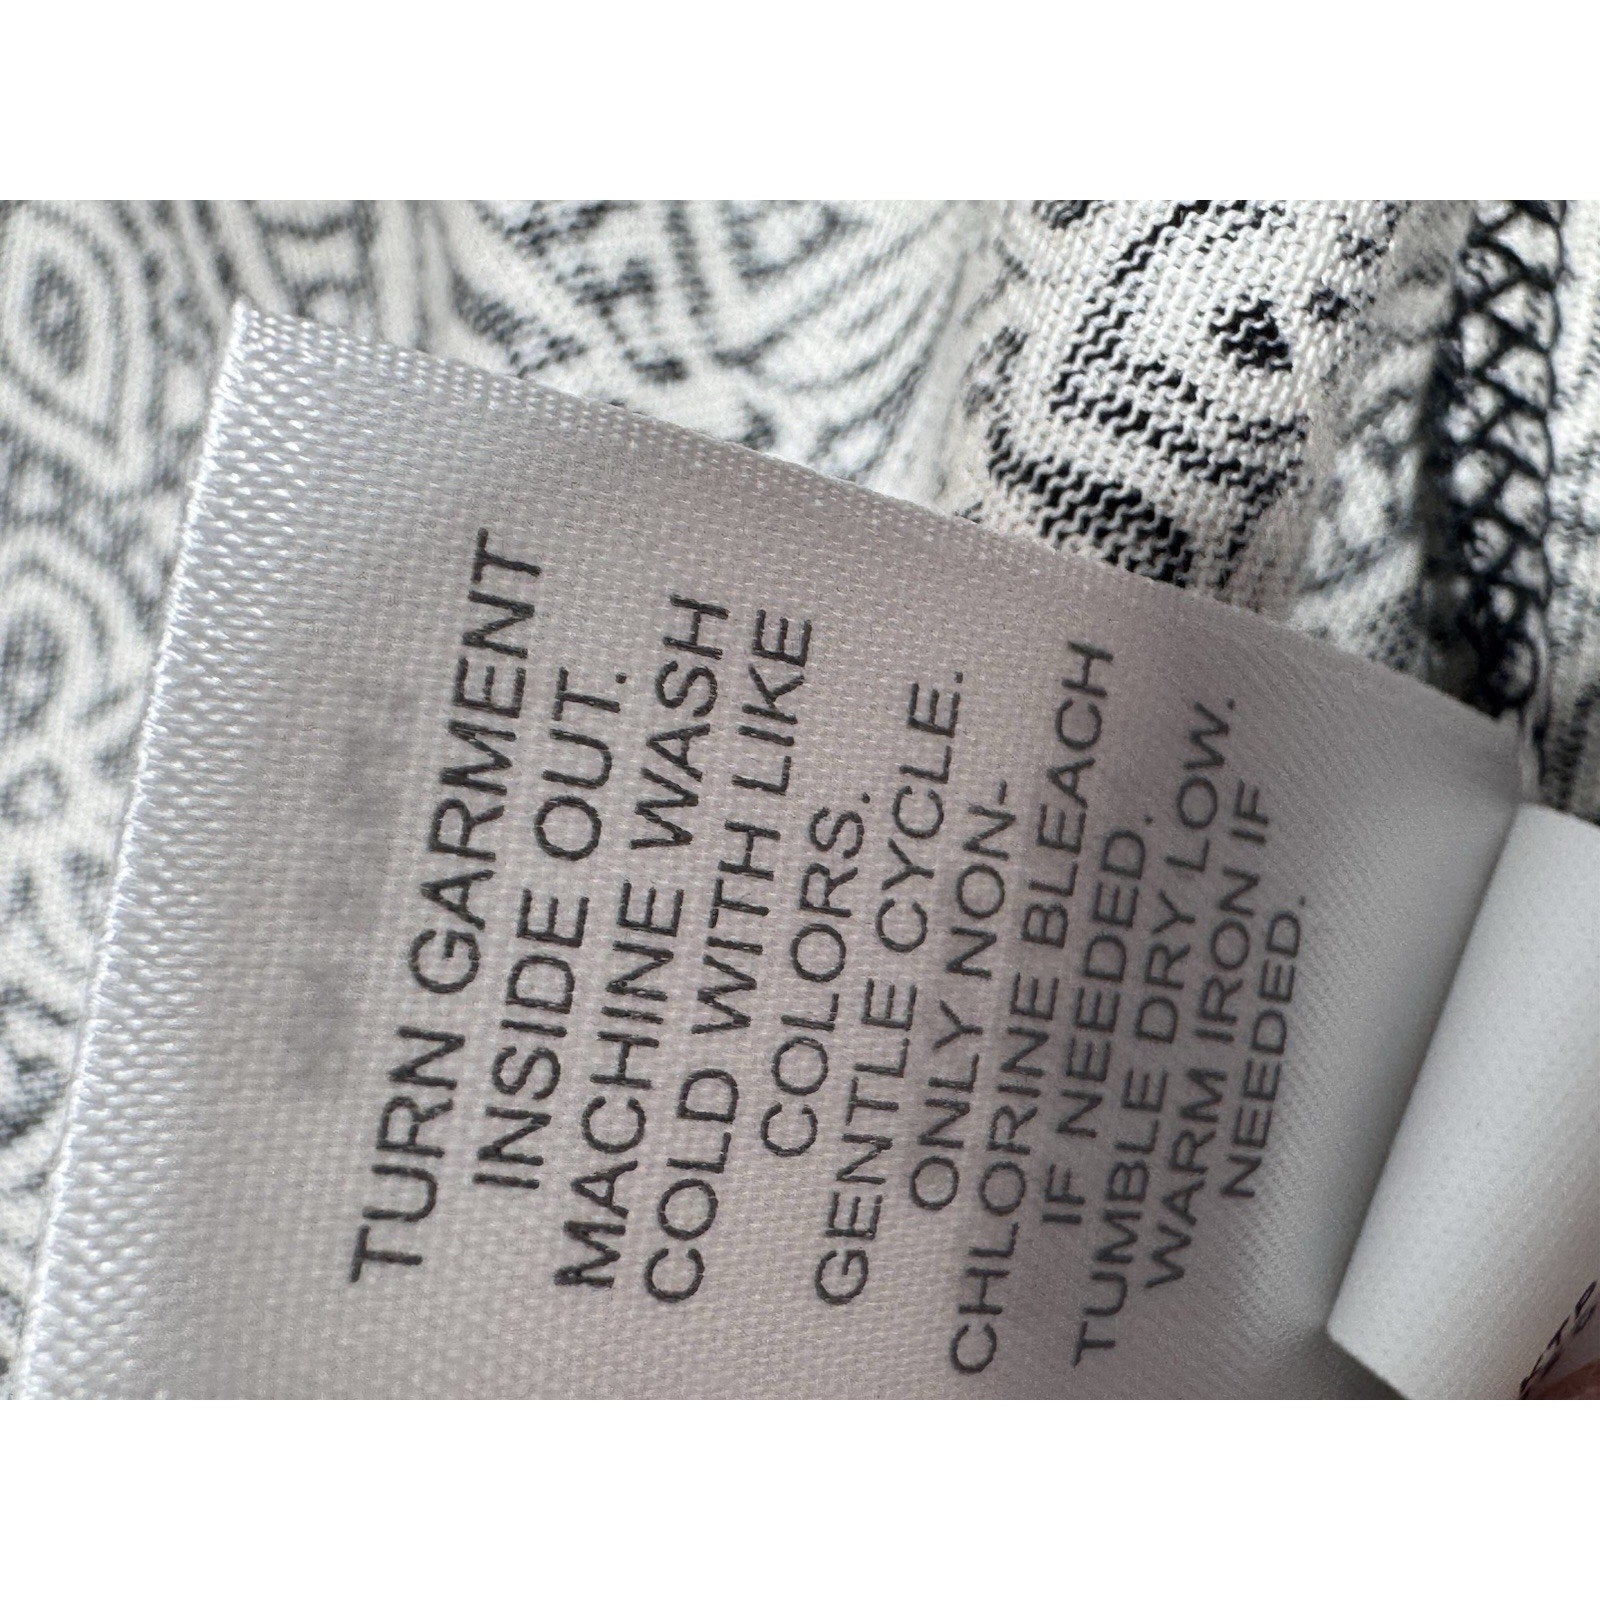 TURN GARMENT
INSIDE OUT.
MACHINE WASH
COLD WITH LIKE
COLORS.
GENTLE CYCLE.
ONLY NON-
CHLORINE BLEACH
IF NEEDED.
TUMBLE DRY LOW.
WARM IRON IF
NEEDED.